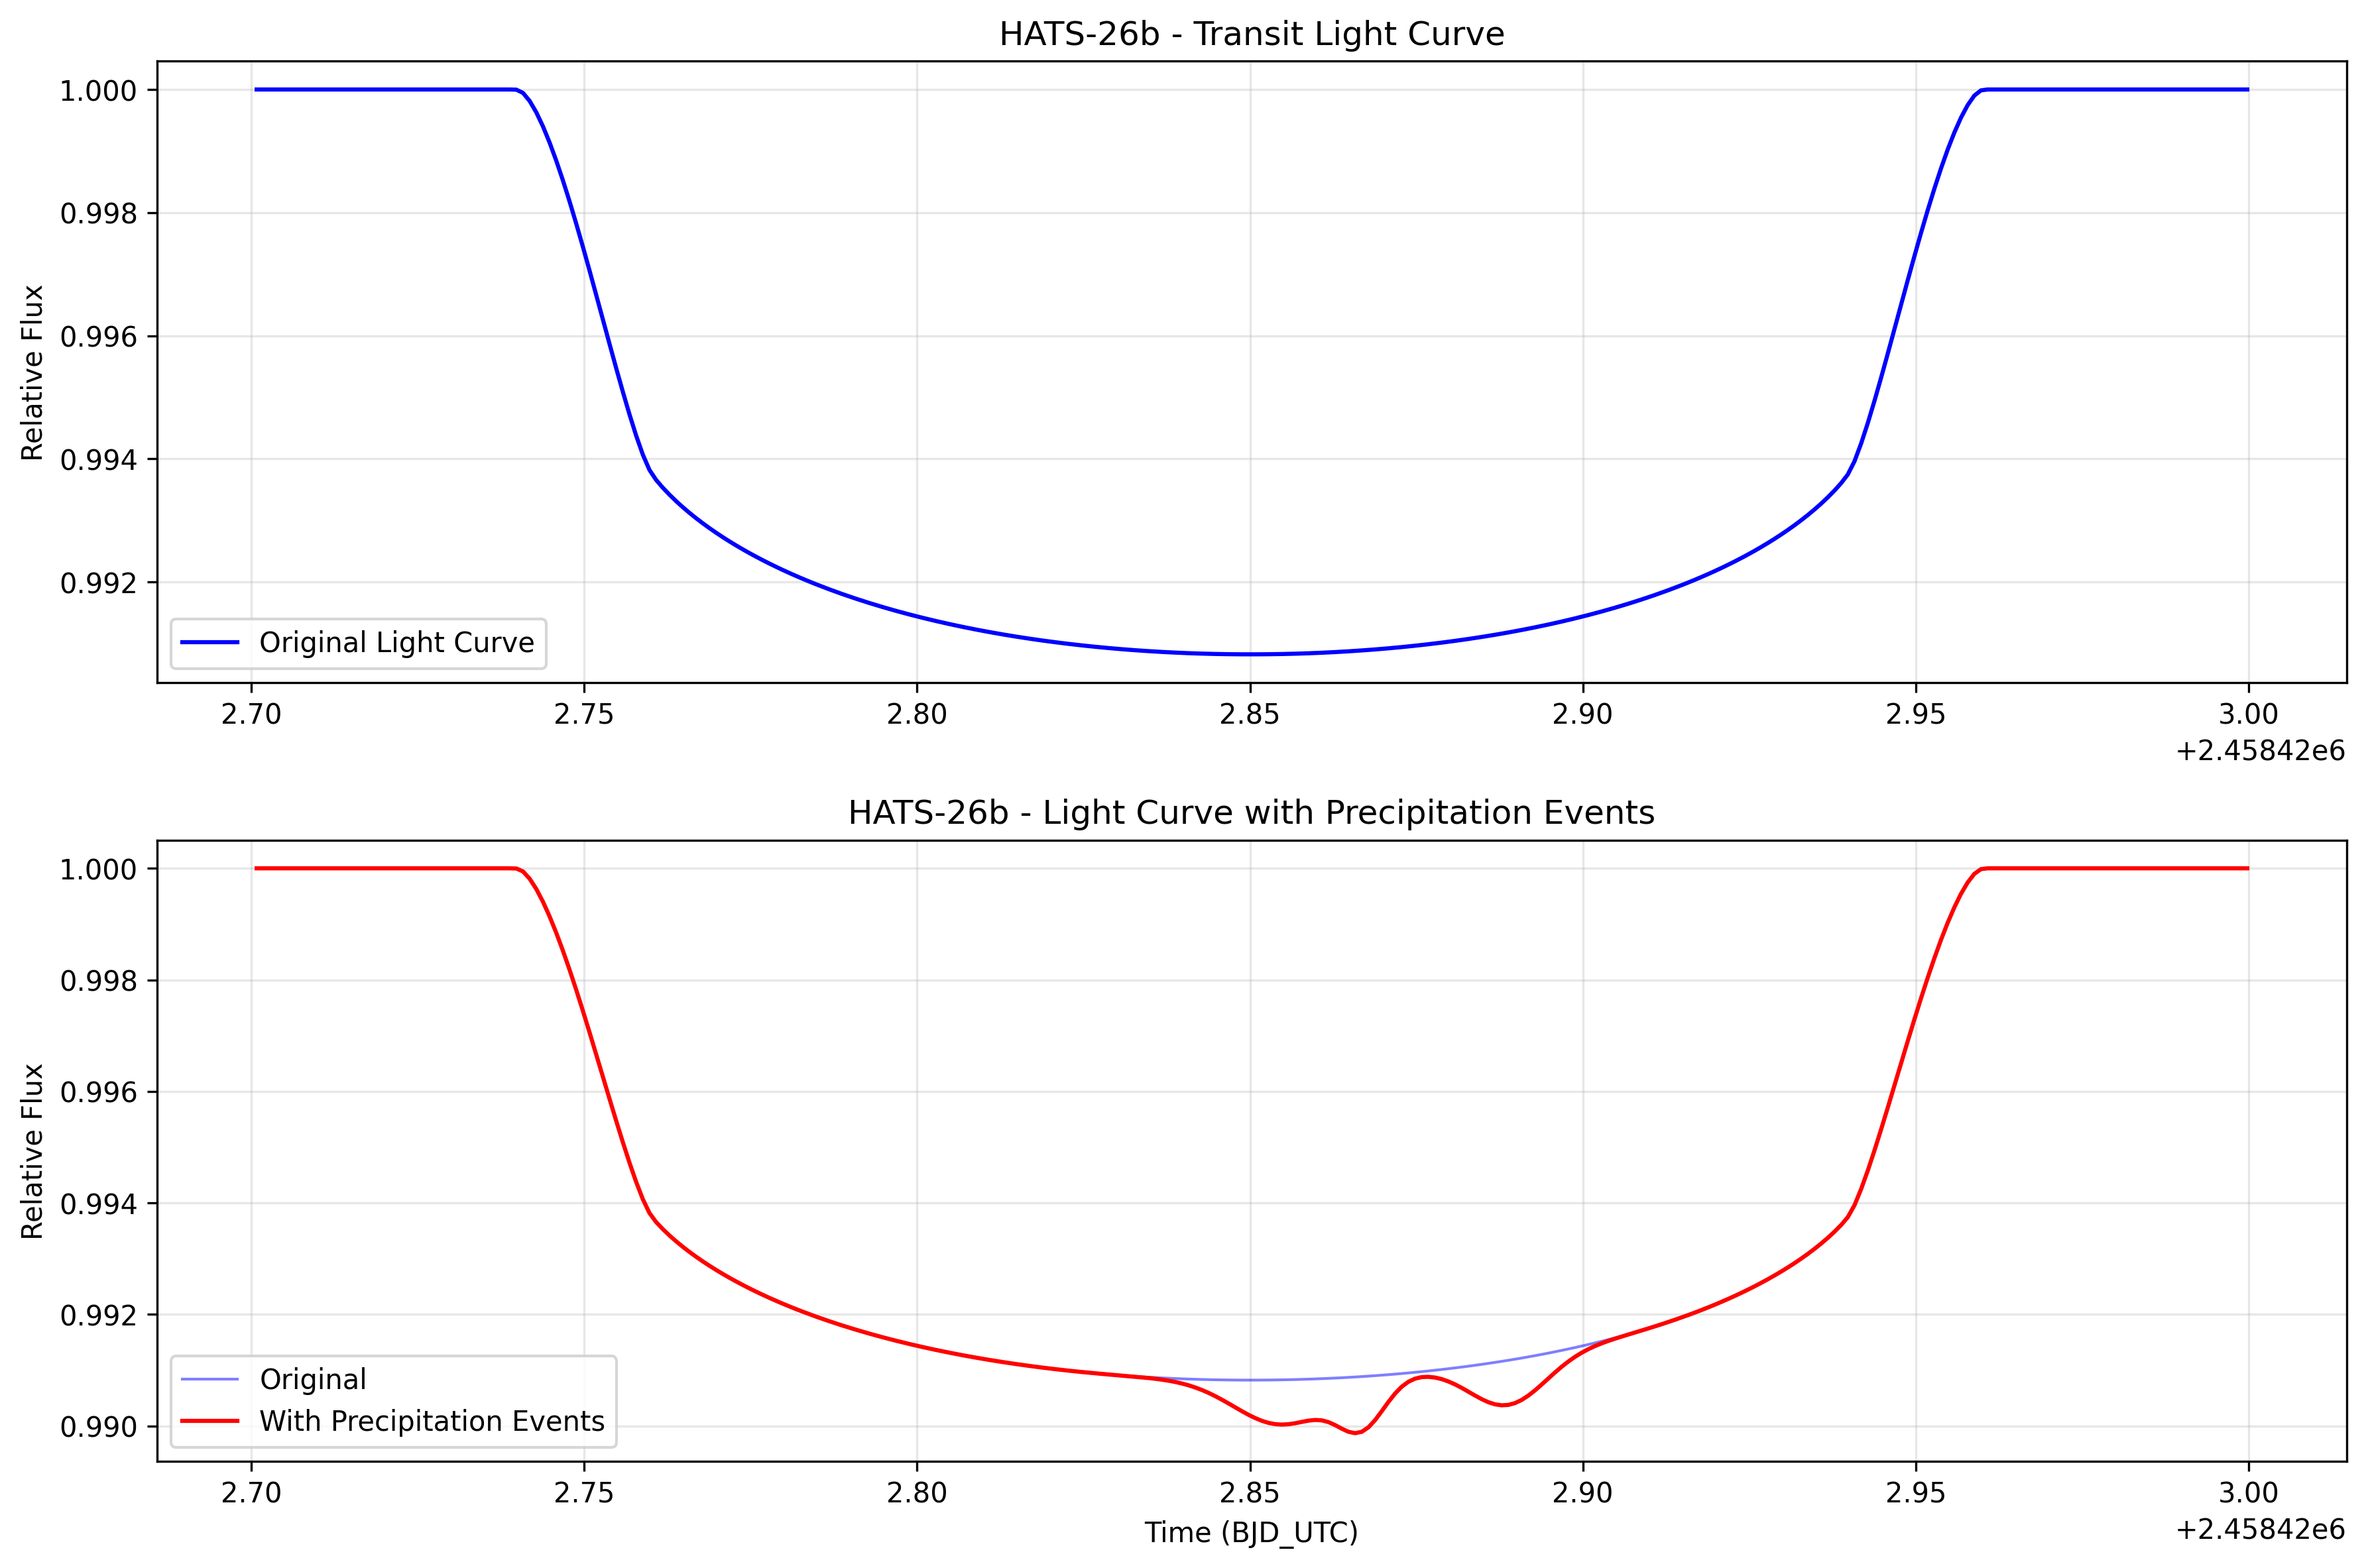 HATS-26b - Transit Light Curve
Relative Flux
1.000
0.998
0.996
0.994
0.992
Original Light Curve
2.70 2.75 2.80 2.85 2.90 2.95 3.00
+2.45842e6
HATS-26b - Light Curve with Precipitation Events
Relative Flux
1.000
0.998
0.996
0.994
0.992
0.990
Original
With Precipitation Events
2.70 2.75 2.80 2.85 2.90 2.95 3.00
Time (BJD_UTC)
+2.45842e6